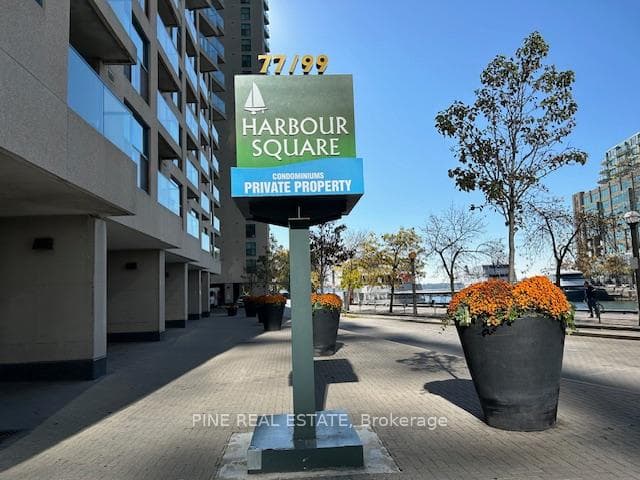 77/99
HARBOUR
SQUARE
CONDOMINIUMS
PRIVATE PROPERTY
PINE REAL ESTATE, Brokerage